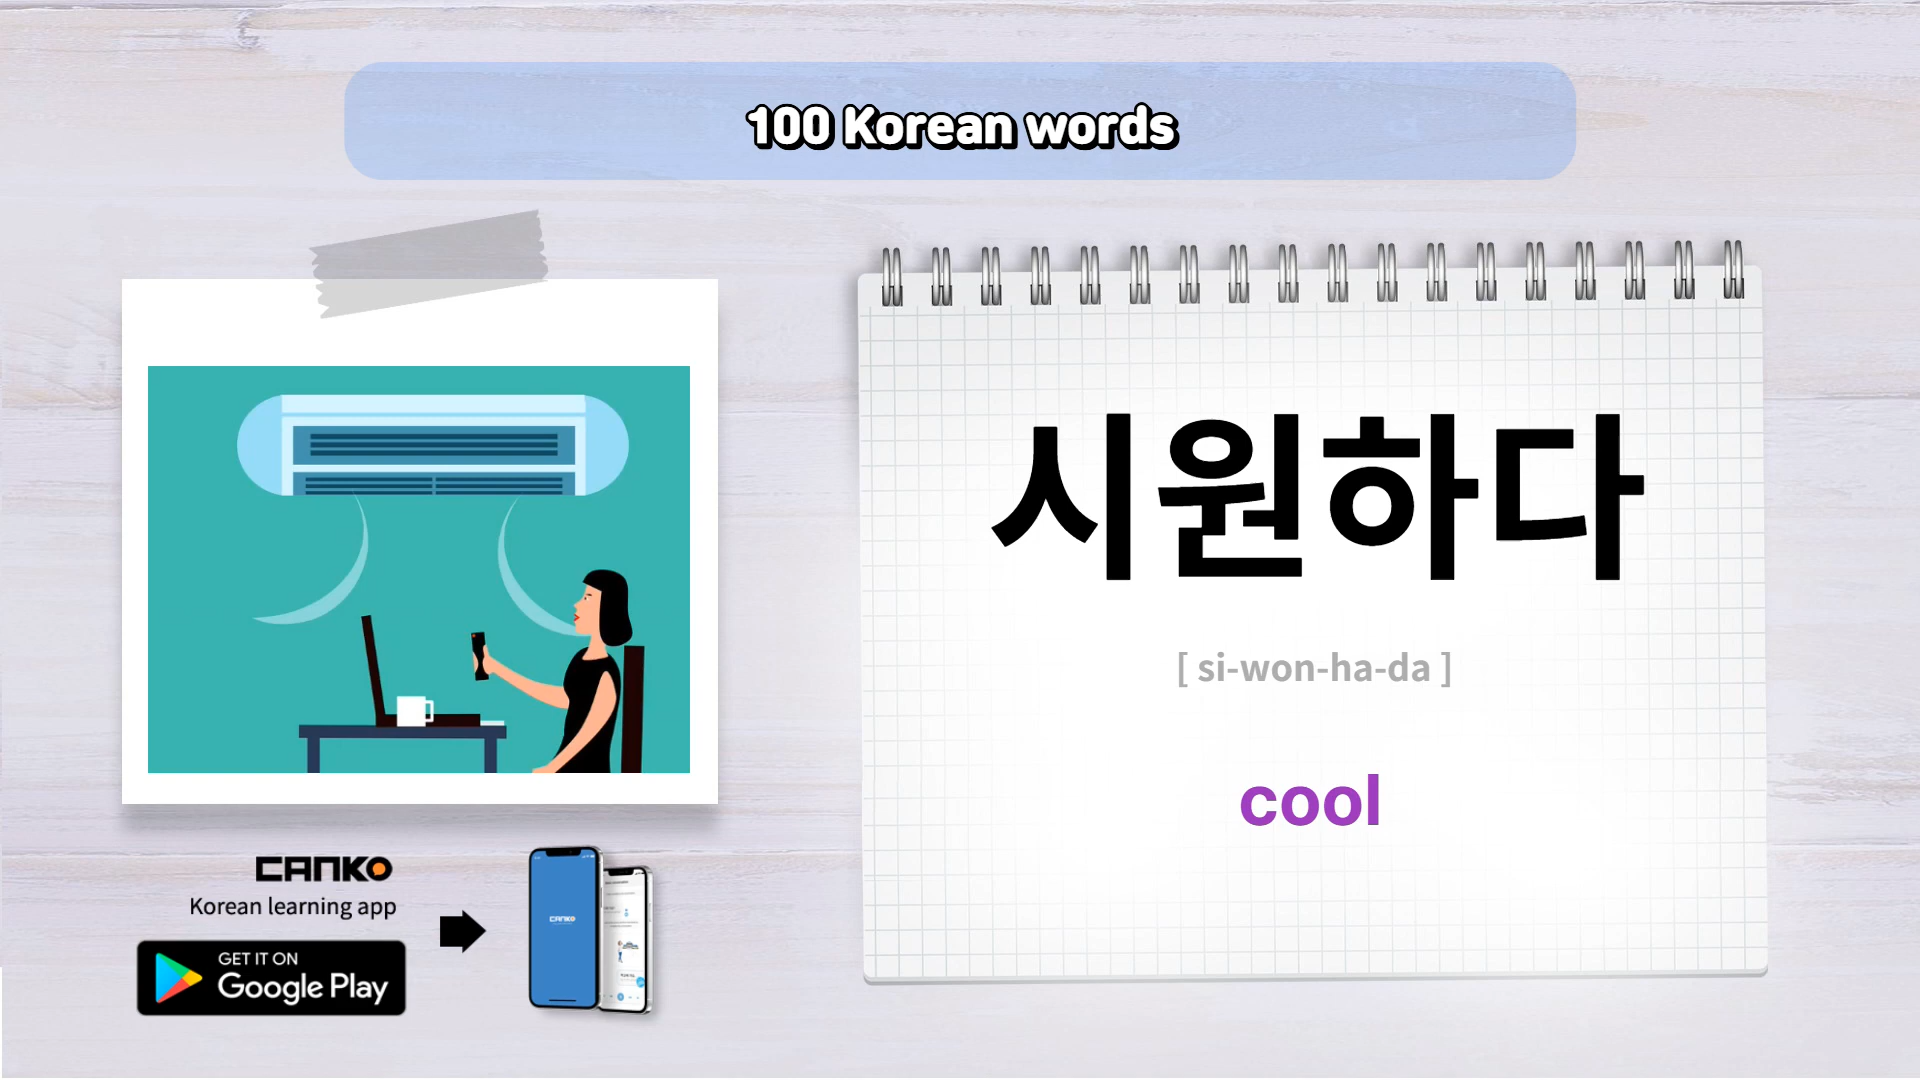 100 Korean words
시원하다
[ si-won-ha-da ]
cool
CANKO
Korean learning app
GET IT ON
Google Play
CANKO